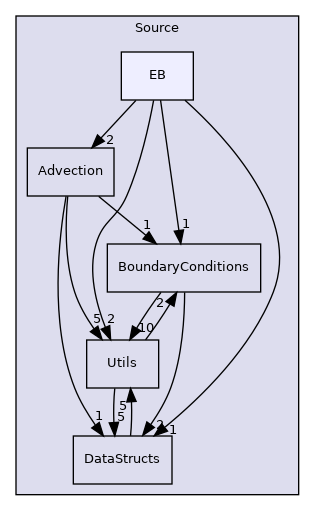 Source
EB
2
Advection
1
1
BoundaryConditions
5
2
2
10
Utils
5
5
1
2
1
DataStructs